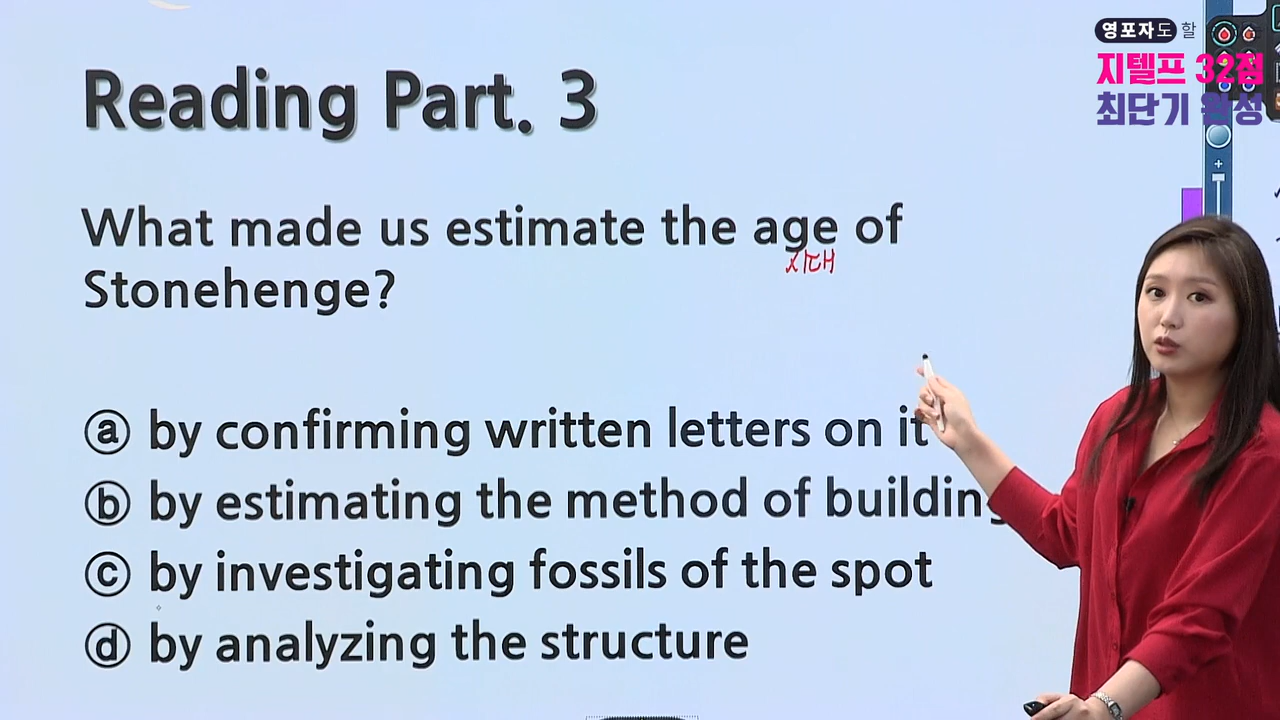 영포자도 할
지텔프 32점
최단기 완성
Reading Part. 3
What made us estimate the age of
시대
Stonehenge?
ⓐ by confirming written letters on it
ⓑ by estimating the method of building
ⓒ by investigating fossils of the spot
ⓓ by analyzing the structure